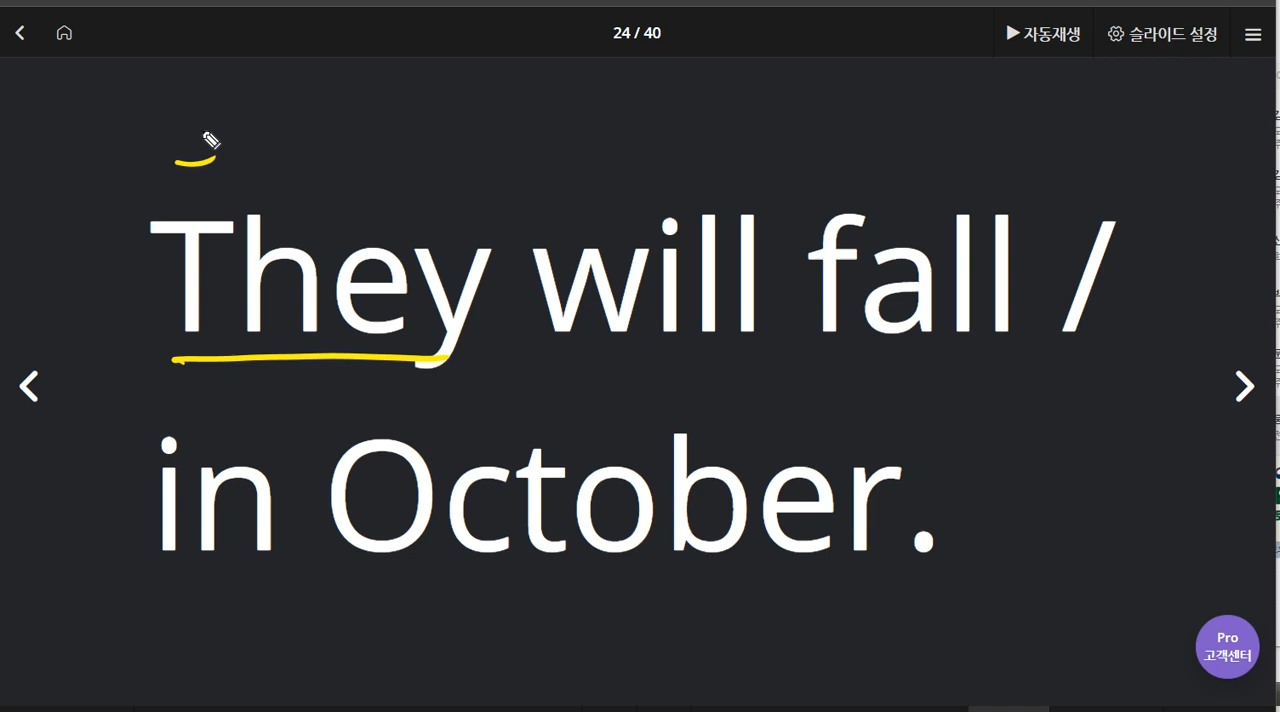 24 / 40
▶ 자동재생
슬라이드 설정
They will fall /
in October.
Pro
고객센터